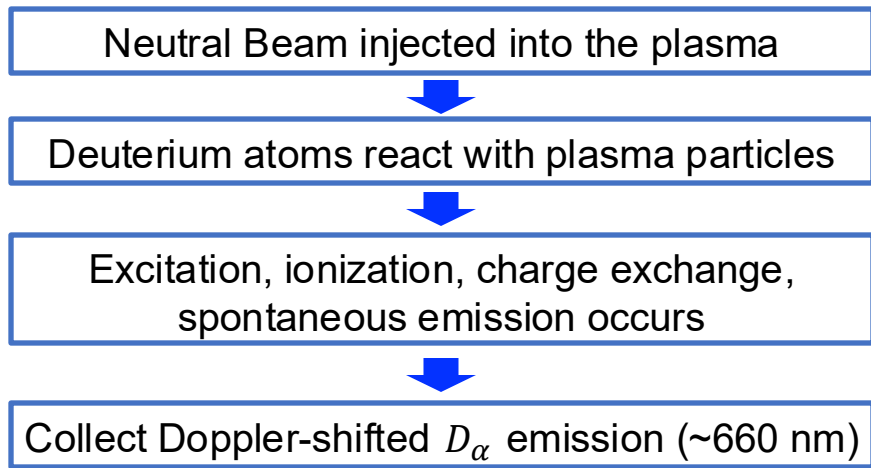 Neutral Beam injected into the plasma
Deuterium atoms react with plasma particles
Excitation, ionization, charge exchange,
spontaneous emission occurs
Collect Doppler-shifted D_α emission (~660 nm)